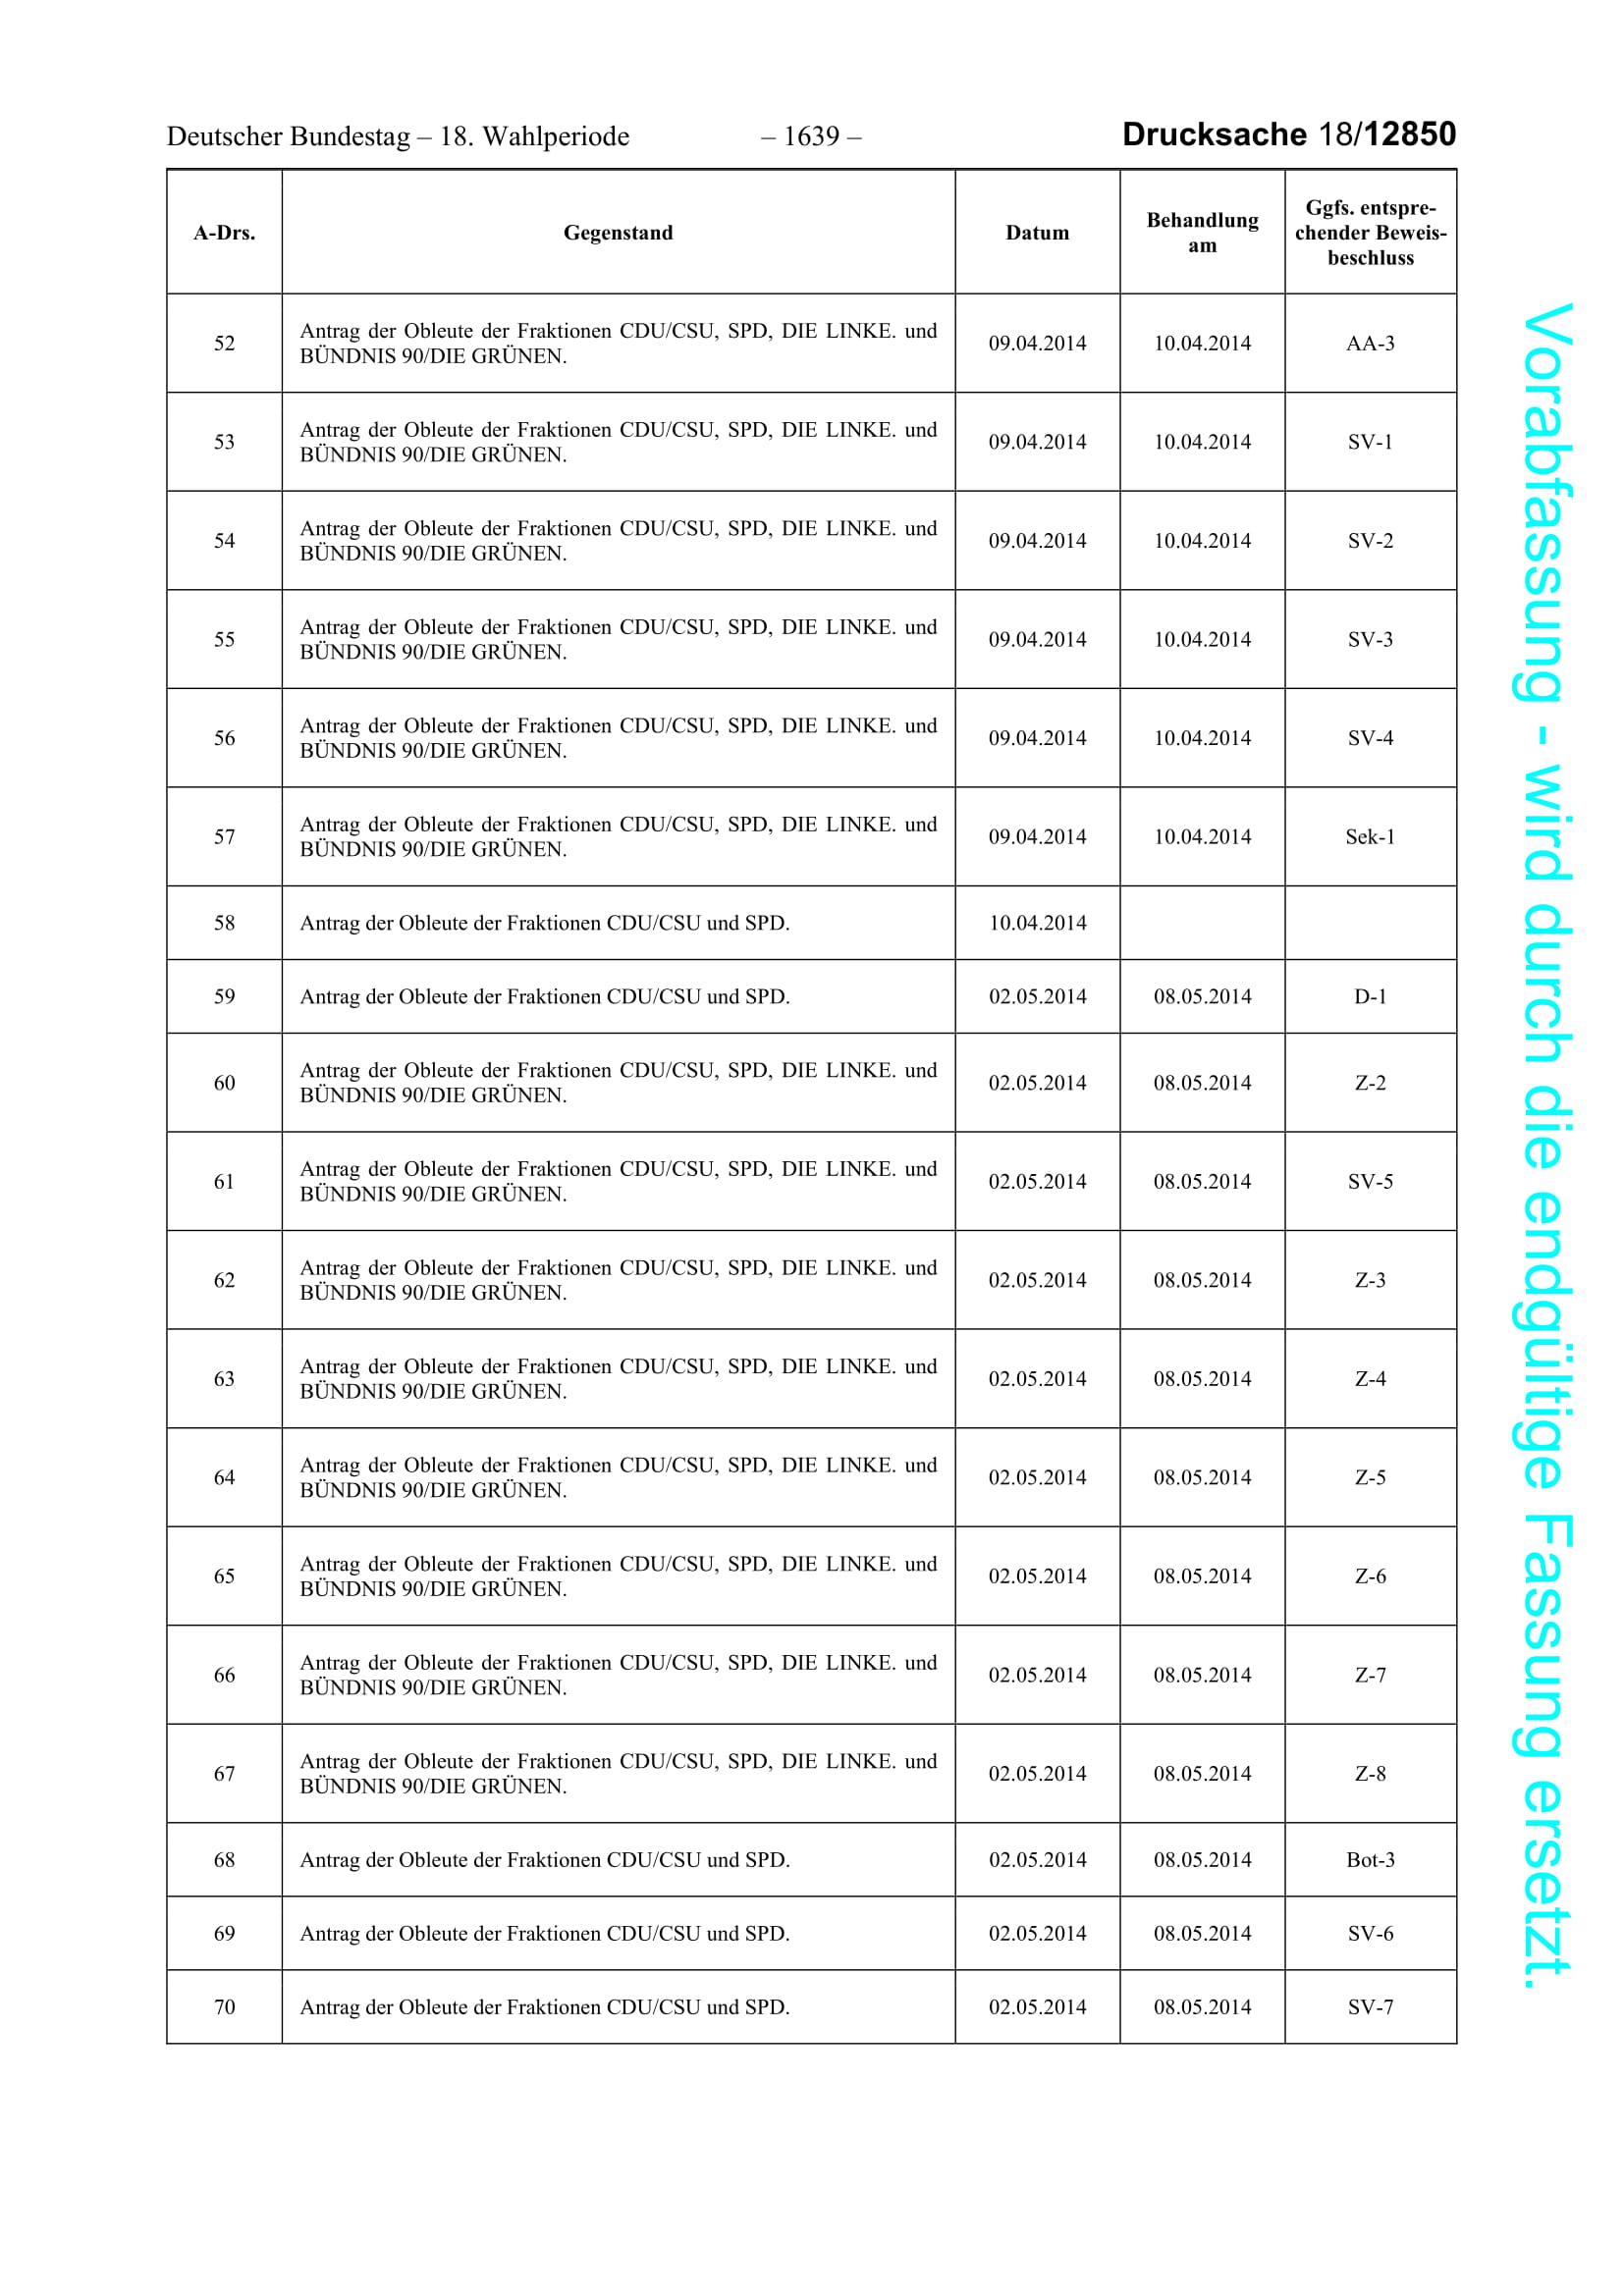 Deutscher Bundestag – 18. Wahlperiode – 1639 – Drucksache 18/12850
A-Drs. Gegenstand Datum Behandlung am Ggfs. entspre-chender Beweis-beschluss
52 Antrag der Obleute der Fraktionen CDU/CSU, SPD, DIE LINKE. und
BÜNDNIS 90/DIE GRÜNEN. 09.04.2014 10.04.2014 AA-3
53 Antrag der Obleute der Fraktionen CDU/CSU, SPD, DIE LINKE. und
BÜNDNIS 90/DIE GRÜNEN. 09.04.2014 10.04.2014 SV-1
54 Antrag der Obleute der Fraktionen CDU/CSU, SPD, DIE LINKE. und
BÜNDNIS 90/DIE GRÜNEN. 09.04.2014 10.04.2014 SV-2
55 Antrag der Obleute der Fraktionen CDU/CSU, SPD, DIE LINKE. und
BÜNDNIS 90/DIE GRÜNEN. 09.04.2014 10.04.2014 SV-3
56 Antrag der Obleute der Fraktionen CDU/CSU, SPD, DIE LINKE. und
BÜNDNIS 90/DIE GRÜNEN. 09.04.2014 10.04.2014 SV-4
57 Antrag der Obleute der Fraktionen CDU/CSU, SPD, DIE LINKE. und
BÜNDNIS 90/DIE GRÜNEN. 09.04.2014 10.04.2014 Sek-1
58 Antrag der Obleute der Fraktionen CDU/CSU und SPD. 10.04.2014
59 Antrag der Obleute der Fraktionen CDU/CSU und SPD. 02.05.2014 08.05.2014 D-1
60 Antrag der Obleute der Fraktionen CDU/CSU, SPD, DIE LINKE. und
BÜNDNIS 90/DIE GRÜNEN. 02.05.2014 08.05.2014 Z-2
61 Antrag der Obleute der Fraktionen CDU/CSU, SPD, DIE LINKE. und
BÜNDNIS 90/DIE GRÜNEN. 02.05.2014 08.05.2014 SV-5
62 Antrag der Obleute der Fraktionen CDU/CSU, SPD, DIE LINKE. und
BÜNDNIS 90/DIE GRÜNEN. 02.05.2014 08.05.2014 Z-3
63 Antrag der Obleute der Fraktionen CDU/CSU, SPD, DIE LINKE. und
BÜNDNIS 90/DIE GRÜNEN. 02.05.2014 08.05.2014 Z-4
64 Antrag der Obleute der Fraktionen CDU/CSU, SPD, DIE LINKE. und
BÜNDNIS 90/DIE GRÜNEN. 02.05.2014 08.05.2014 Z-5
65 Antrag der Obleute der Fraktionen CDU/CSU, SPD, DIE LINKE. und
BÜNDNIS 90/DIE GRÜNEN. 02.05.2014 08.05.2014 Z-6
66 Antrag der Obleute der Fraktionen CDU/CSU, SPD, DIE LINKE. und
BÜNDNIS 90/DIE GRÜNEN. 02.05.2014 08.05.2014 Z-7
67 Antrag der Obleute der Fraktionen CDU/CSU, SPD, DIE LINKE. und
BÜNDNIS 90/DIE GRÜNEN. 02.05.2014 08.05.2014 Z-8
68 Antrag der Obleute der Fraktionen CDU/CSU und SPD. 02.05.2014 08.05.2014 Bot-3
69 Antrag der Obleute der Fraktionen CDU/CSU und SPD. 02.05.2014 08.05.2014 SV-6
70 Antrag der Obleute der Fraktionen CDU/CSU und SPD. 02.05.2014 08.05.2014 SV-7
Vorabfassung - wird durch die endgültige Fassung ersetzt.